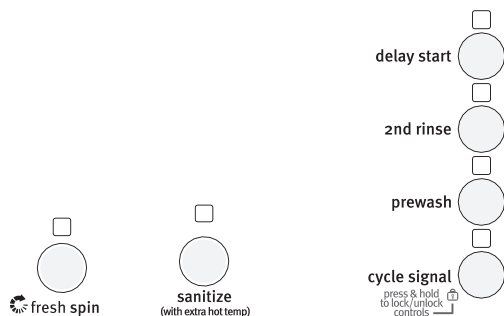 delay start
2nd rinse
prewash
cycle signal
press & hold
to lock/unlock
controls
fresh spin
sanitize
(with extra hot temp)